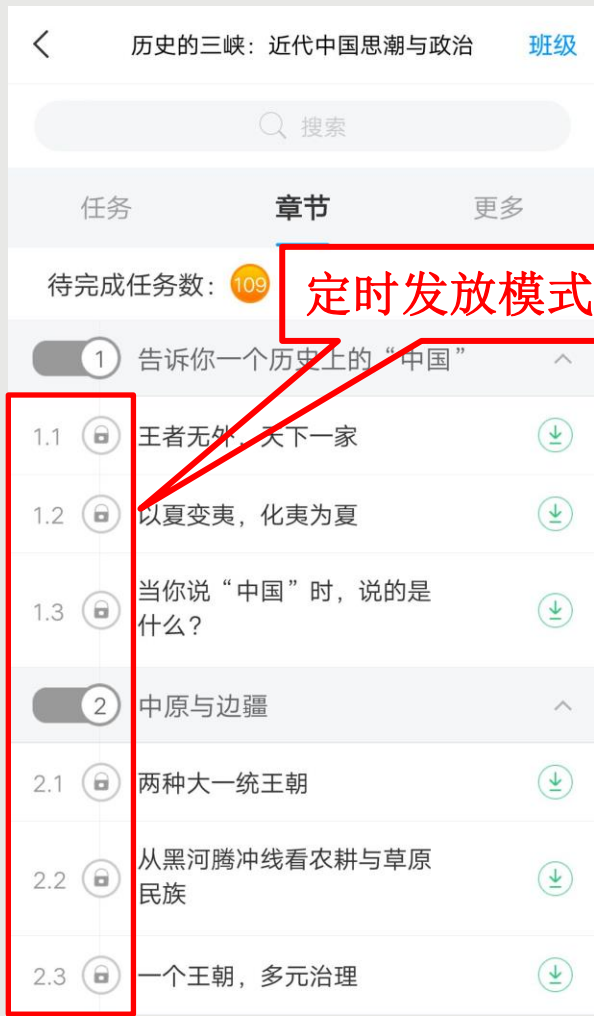 历史的三峡：近代中国思潮与政治 班级
搜索
任务 章节 更多
待完成任务数： 109
定时发放模式
1 告诉你一个历史上的“中国”
1.1 王者无外，天下一家
1.2 以夏变夷，化夷为夏
1.3 当你说“中国”时，说的是
什么？
2 中原与边疆
2.1 两种大一统王朝
2.2 从黑河腾冲线看农耕与草原
民族
2.3 一个王朝，多元治理